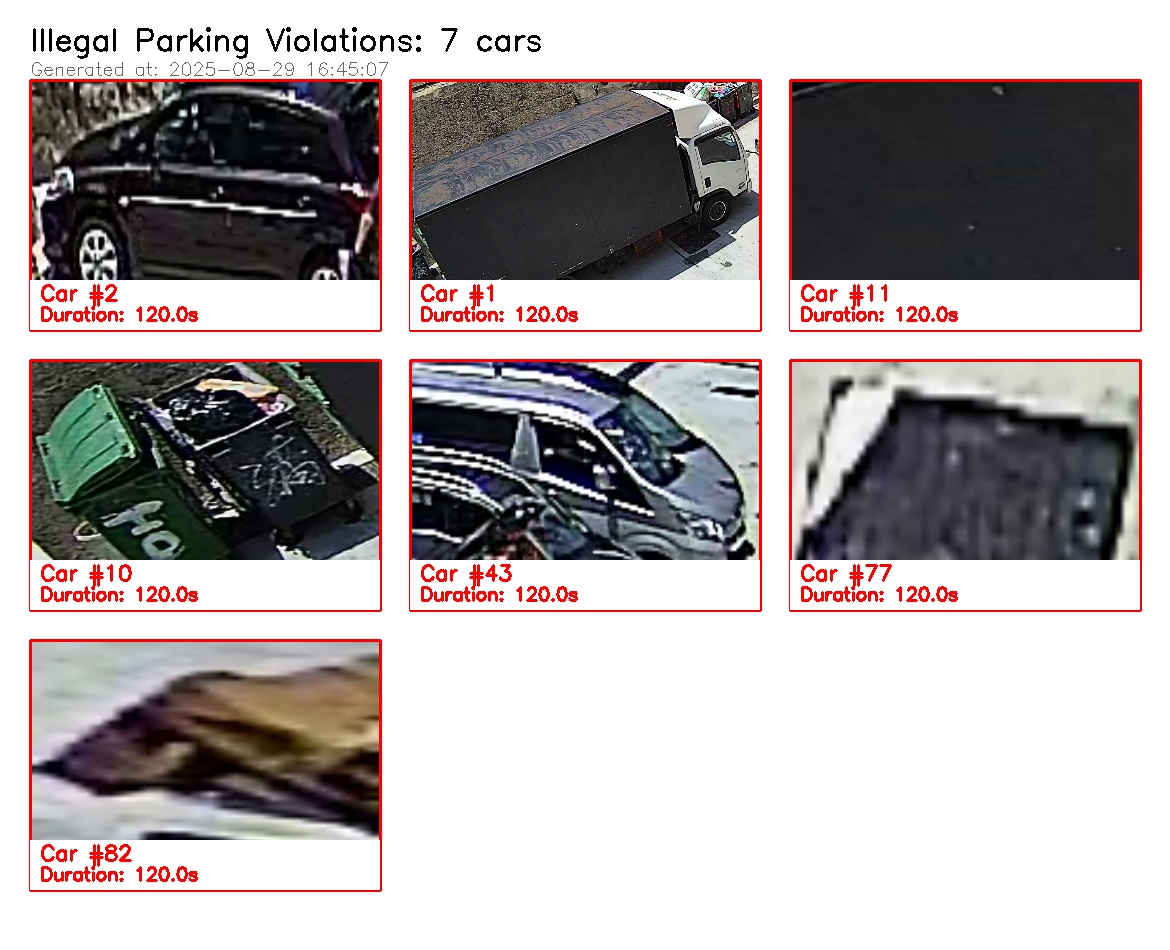 Illegal Parking Violations: 7 cars
Generated at: 2025-08-29 16:45:07
Car #2
Duration: 120.0s
Car #1
Duration: 120.0s
Car #11
Duration: 120.0s
Car #10
Duration: 120.0s
Car #43
Duration: 120.0s
Car #77
Duration: 120.0s
Car #82
Duration: 120.0s